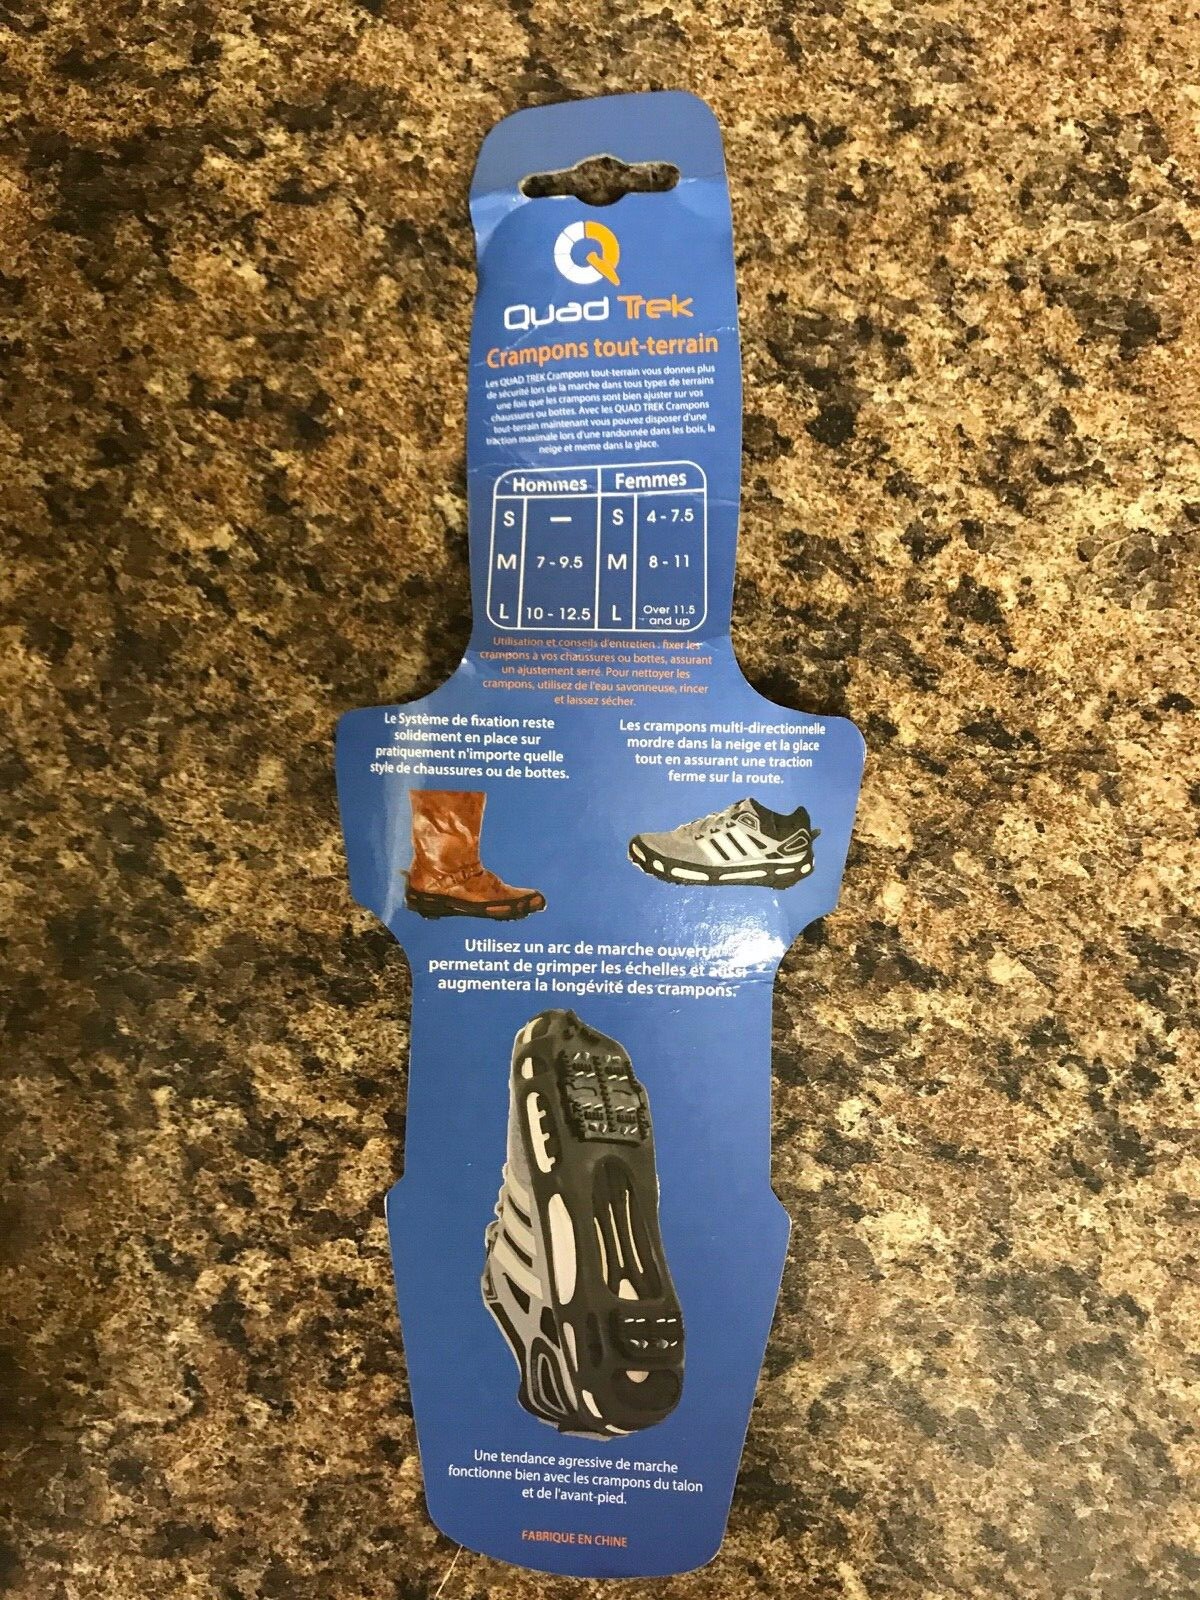 Quad Trek
Crampons tout-terrain
Les QUAD TREK Crampons tout-terrain vous donnes plus
de sécurité lors de la marche dans tous types de terrains
une fois que les crampons sont bien ajuster sur vos
chaussures ou bottes. Avec les QUAD TREK Crampons
tout-terrain maintenant vous pouvez disposer d'une
traction maximale lors d'une randonnée dans les bois, la
neige et meme dans la glace.
Hommes Femmes
S — S 4 - 7.5
M 7 - 9.5 M 8 - 11
L 10 - 12.5 L Over 11.5
and up
Utilisation et conseils d'entretien : fixer les
crampons à vos chaussures ou bottes, assurant
un ajustement serré. Pour nettoyer les
crampons, utilisez de l'eau savonneuse, rincer
et laissez sécher.
Le Système de fixation reste
solidement en place sur
pratiquement n'importe quelle
style de chaussures ou de bottes.
Les crampons multi-directionnelle
mordre dans la neige et la glace
tout en assurant une traction
ferme sur la route.
Utilisez un arc de marche ouvert
permetant de grimper les échelles et aussi
augmentera la longévité des crampons.
Une tendance agressive de marche
fonctionne bien avec les crampons du talon
et de l'avant-pied.
FABRIQUE EN CHINE